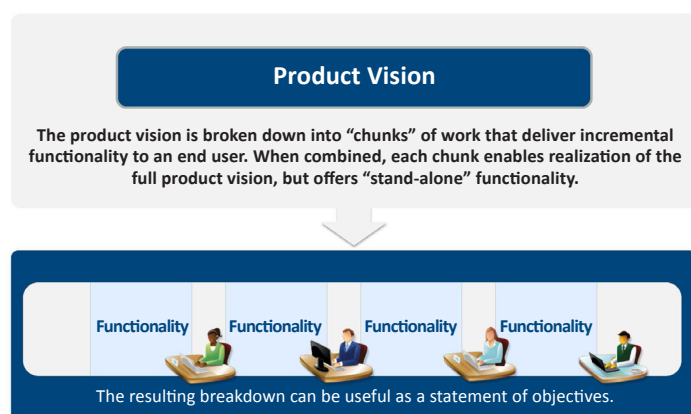 Product Vision
The product vision is broken down into “chunks” of work that deliver incremental
functionality to an end user. When combined, each chunk enables realization of the
full product vision, but offers “stand-alone” functionality.
Functionality Functionality Functionality Functionality
The resulting breakdown can be useful as a statement of objectives.